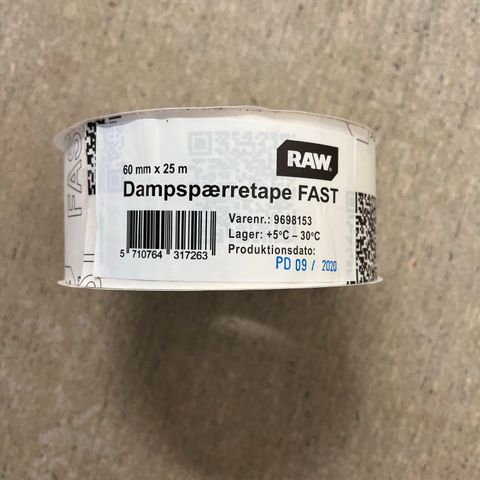 RAW
60 mm x 25 m
Dampspærretape FAST
Varenr.: 9698153
Lager: +5°C – 30°C
Produktionsdato:
PD 09 / 2020
5 710764 317263
FAS